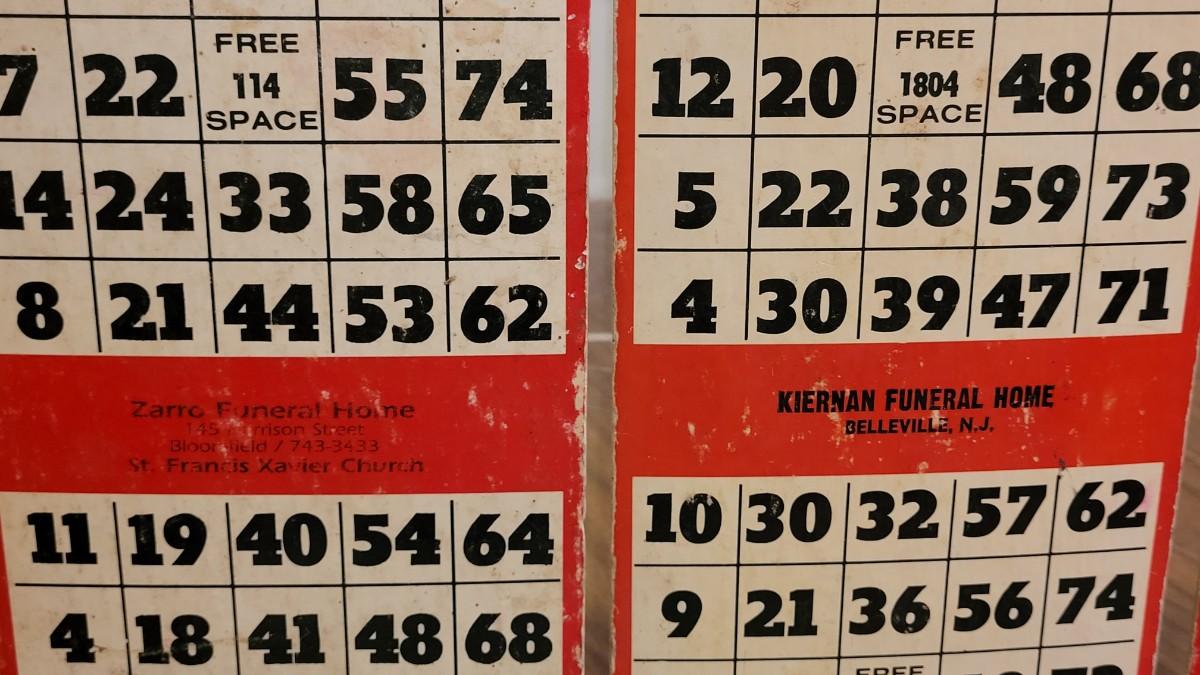 7 22 FREE 114 SPACE 55 74
14 24 33 58 65
8 21 44 53 62
Zarro Funeral Home
145 Street
/ 743-3433
St. Francis Xavier Church
11 19 40 54 64
4 18 41 48 68
12 20 FREE 1804 SPACE 48 68
5 22 38 59 73
4 30 39 47 71
KIERNAN FUNERAL HOME
BELLEVILLE, N.J.
10 30 32 57 62
9 21 36 56 74
FREE